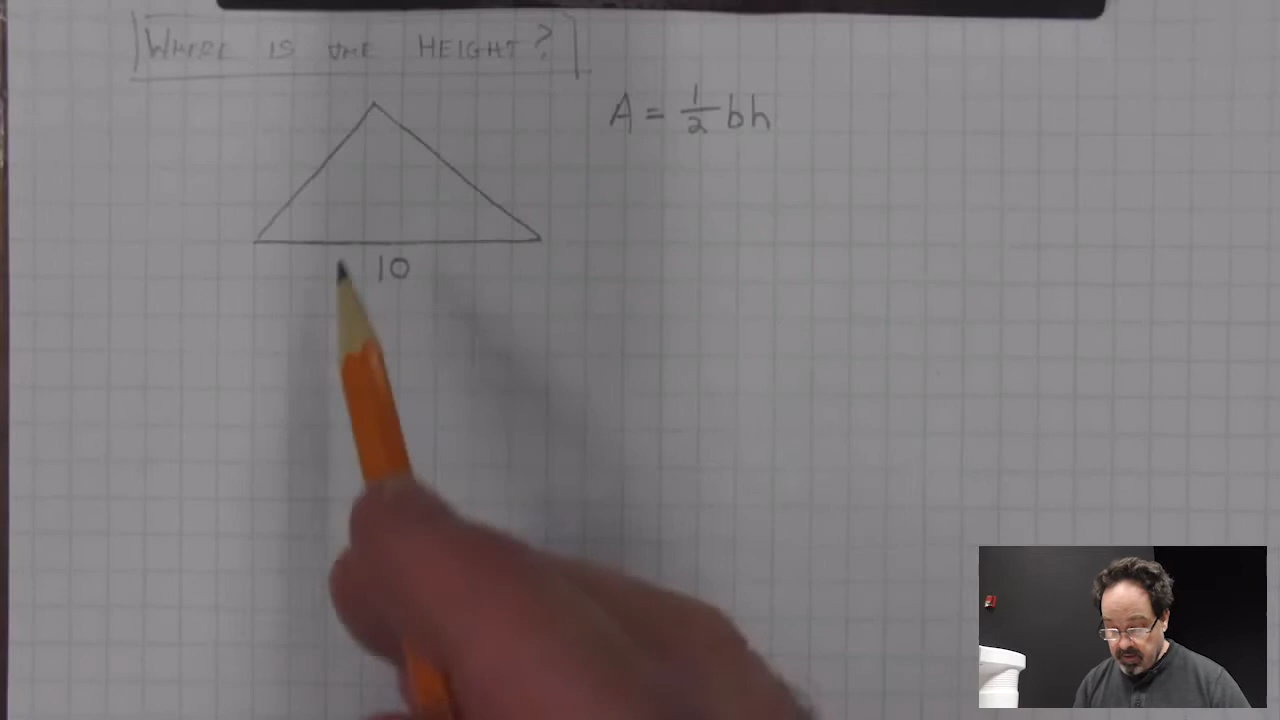 WHERE IS THE HEIGHT?
A = 1/2 bh
10